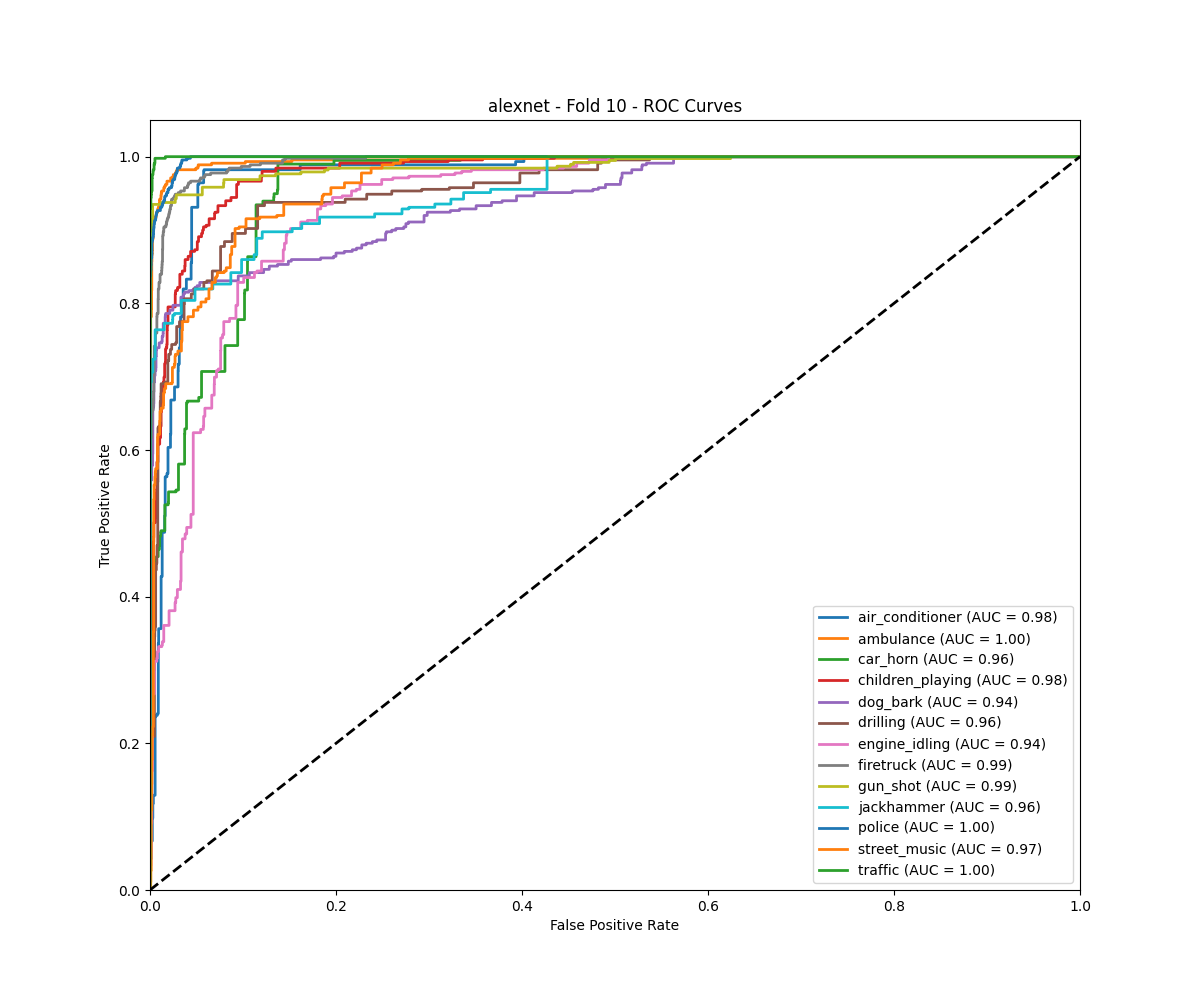 alexnet - Fold 10 - ROC Curves
1.0
0.8
0.6
0.4
0.2
0.0
True Positive Rate
0.0 0.2 0.4 0.6 0.8 1.0
False Positive Rate
air_conditioner (AUC = 0.98)
ambulance (AUC = 1.00)
car_horn (AUC = 0.96)
children_playing (AUC = 0.98)
dog_bark (AUC = 0.94)
drilling (AUC = 0.96)
engine_idling (AUC = 0.94)
firetruck (AUC = 0.99)
gun_shot (AUC = 0.99)
jackhammer (AUC = 0.96)
police (AUC = 1.00)
street_music (AUC = 0.97)
traffic (AUC = 1.00)